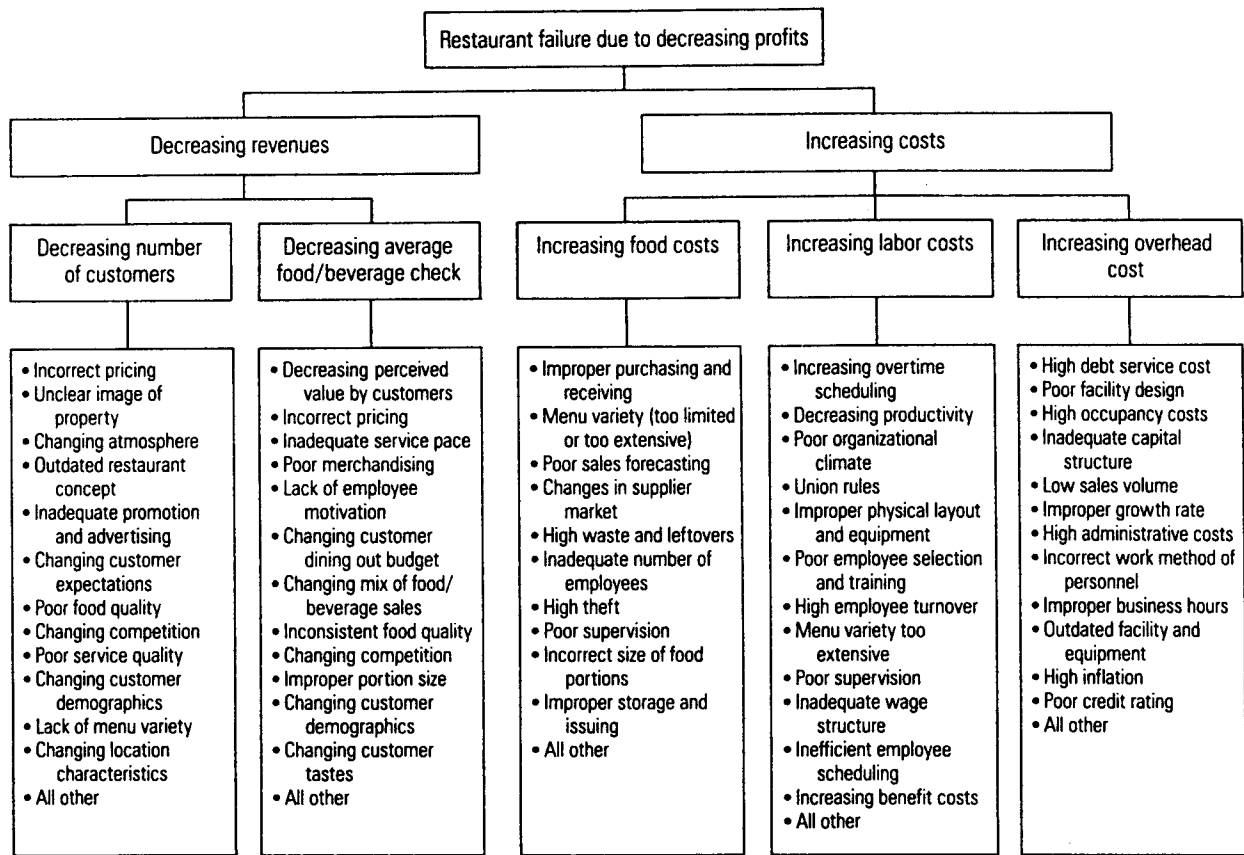 Restaurant failure due to decreasing profits
Decreasing revenues
Increasing costs
Decreasing number
of customers
Decreasing average
food/beverage check
Increasing food costs
Increasing labor costs
Increasing overhead
cost
• Incorrect pricing
• Unclear image of
property
• Changing atmosphere
• Outdated restaurant
concept
• Inadequate promotion
and advertising
• Changing customer
expectations
• Poor food quality
• Changing competition
• Poor service quality
• Changing customer
demographics
• Lack of menu variety
• Changing location
characteristics
• All other
• Decreasing perceived
value by customers
• Incorrect pricing
• Inadequate service pace
• Poor merchandising
• Lack of employee
motivation
• Changing customer
dining out budget
• Changing mix of food/
beverage sales
• Inconsistent food quality
• Changing competition
• Improper portion size
• Changing customer
demographics
• Changing customer
tastes
• All other
• Improper purchasing and
receiving
• Menu variety (too limited
or too extensive)
• Poor sales forecasting
• Changes in supplier
market
• High waste and leftovers
• Inadequate number of
employees
• High theft
• Poor supervision
• Incorrect size of food
portions
• Improper storage and
issuing
• All other
• Increasing overtime
scheduling
• Decreasing productivity
• Poor organizational
climate
• Union rules
• Improper physical layout
and equipment
• Poor employee selection
and training
• High employee turnover
• Menu variety too
extensive
• Poor supervision
• Inadequate wage
structure
• Inefficient employee
scheduling
• Increasing benefit costs
• All other
• High debt service cost
• Poor facility design
• High occupancy costs
• Inadequate capital
structure
• Low sales volume
• Improper growth rate
• High administrative costs
• Incorrect work method of
personnel
• Improper business hours
• Outdated facility and
equipment
• High inflation
• Poor credit rating
• All other